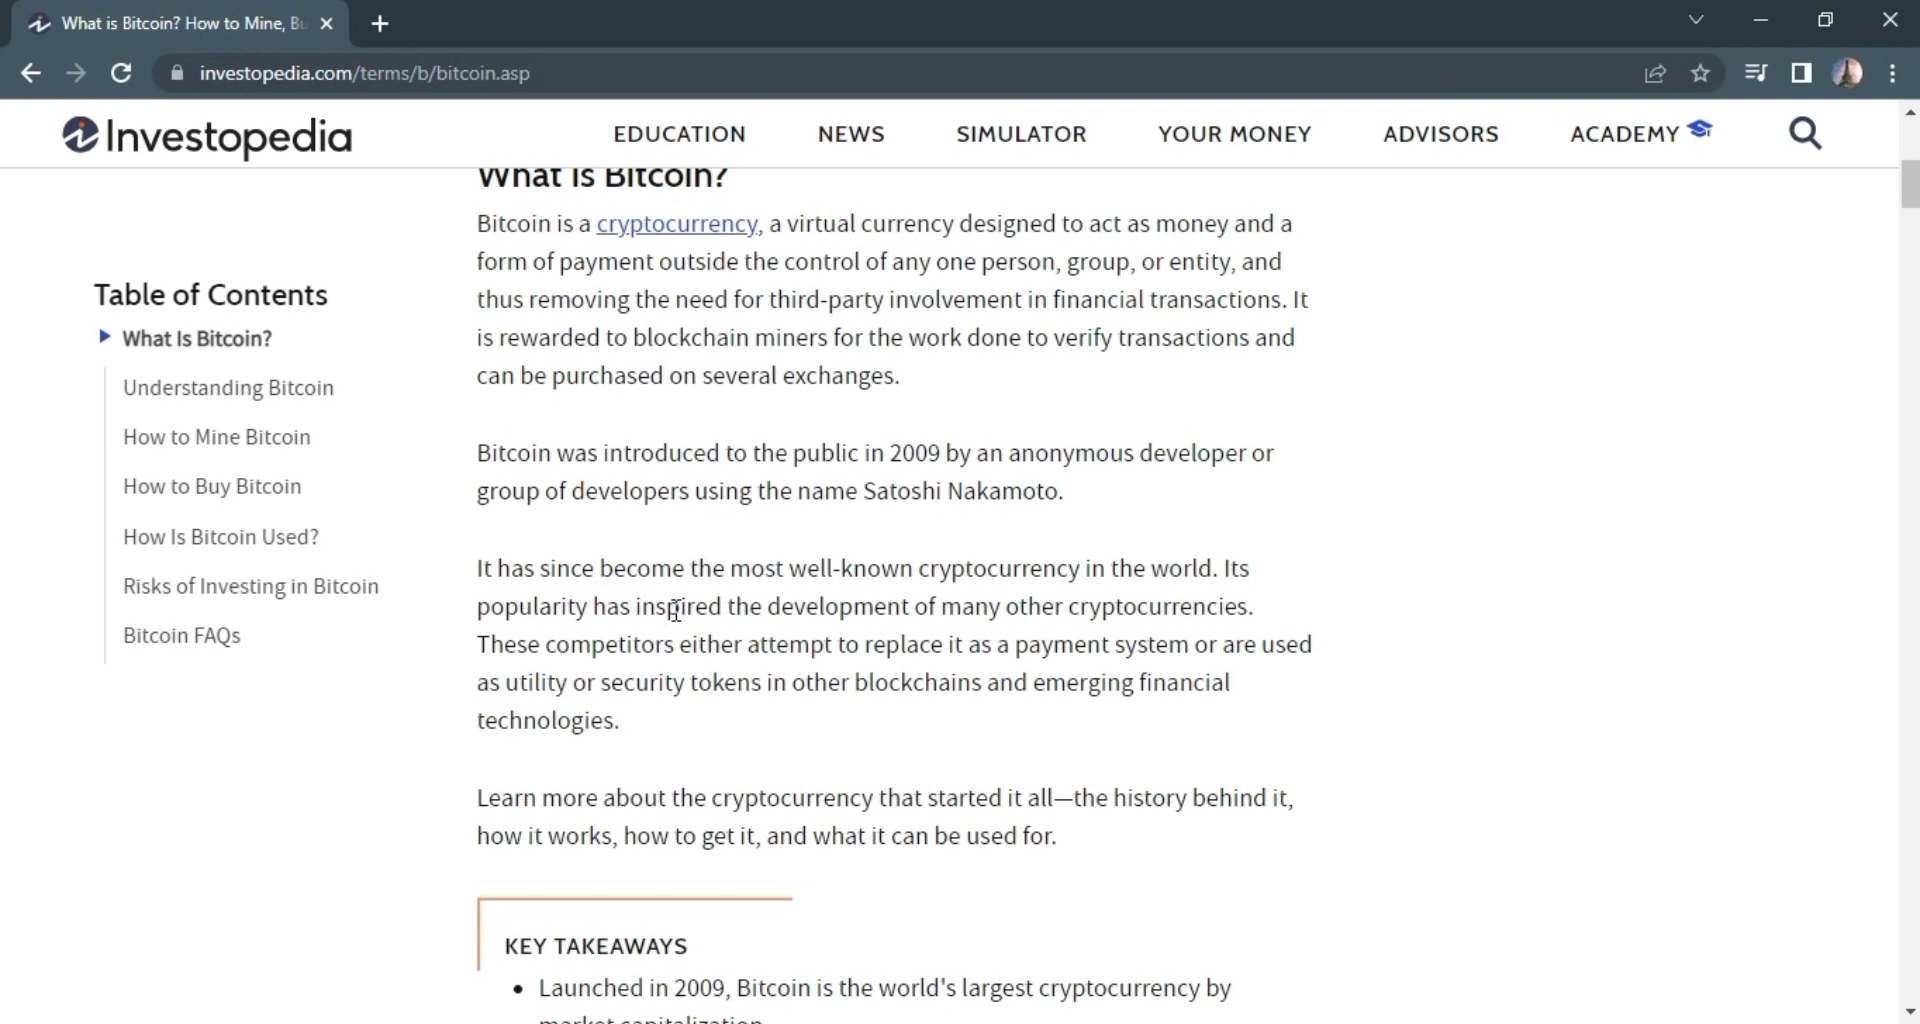 What is Bitcoin? How to Mine, Bu
investopedia.com/terms/b/bitcoin.asp
Investopedia
EDUCATION NEWS SIMULATOR YOUR MONEY ADVISORS ACADEMY
What Is Bitcoin?
Bitcoin is a cryptocurrency, a virtual currency designed to act as money and a
form of payment outside the control of any one person, group, or entity, and
thus removing the need for third-party involvement in financial transactions. It
is rewarded to blockchain miners for the work done to verify transactions and
can be purchased on several exchanges.
Bitcoin was introduced to the public in 2009 by an anonymous developer or
group of developers using the name Satoshi Nakamoto.
It has since become the most well-known cryptocurrency in the world. Its
popularity has inspired the development of many other cryptocurrencies.
These competitors either attempt to replace it as a payment system or are used
as utility or security tokens in other blockchains and emerging financial
technologies.
Learn more about the cryptocurrency that started it all—the history behind it,
how it works, how to get it, and what it can be used for.
KEY TAKEAWAYS
• Launched in 2009, Bitcoin is the world's largest cryptocurrency by
market capitalization.
Table of Contents
What Is Bitcoin?
Understanding Bitcoin
How to Mine Bitcoin
How to Buy Bitcoin
How Is Bitcoin Used?
Risks of Investing in Bitcoin
Bitcoin FAQs